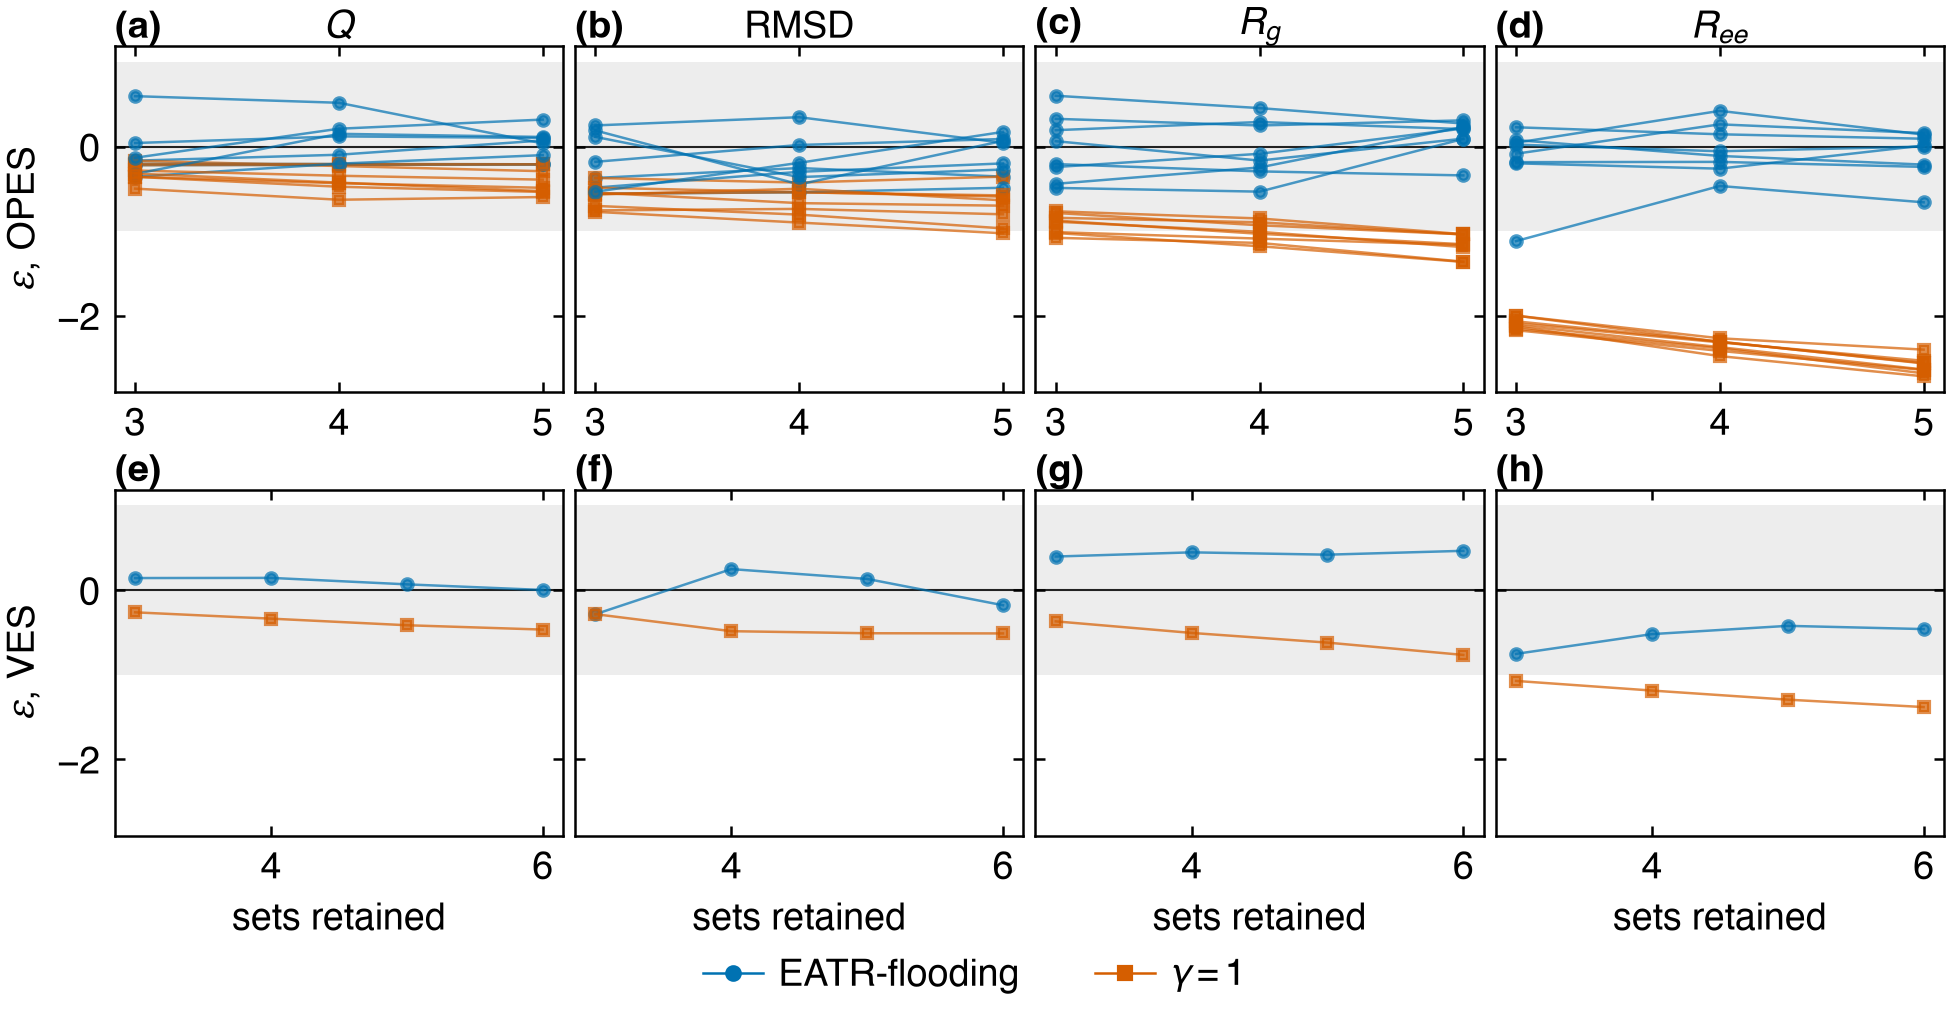 (a) Q (b) RMSD (c) R_g (d) R_ee
ε, OPES
0
−2
3 4 5 3 4 5 3 4 5 3 4 5
(e) (f) (g) (h)
ε, VES
0
−2
4 6 4 6 4 6 4 6
sets retained sets retained sets retained sets retained
EATR-flooding γ = 1